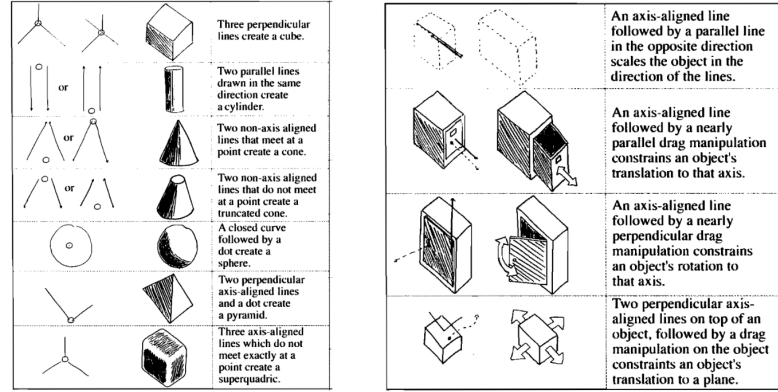 Three perpendicular
lines create a cube.
or
Two parallel lines
drawn in the same
direction create
a cylinder.
or
Two non-axis aligned
lines that meet at a
point create a cone.
or
Two non-axis aligned
lines that do not meet
at a point create a
truncated cone.
A closed curve
followed by a
dot create a
sphere.
Two perpendicular
axis-aligned lines
and a dot create
a pyramid.
Three axis-aligned
lines which do not
meet exactly at a
point create a
superquadric.
An axis-aligned line
followed by a parallel line
in the opposite direction
scales the object in the
direction of the lines.
An axis-aligned line
followed by a nearly
parallel drag manipulation
constrains an object's
translation to that axis.
An axis-aligned line
followed by a nearly
perpendicular drag
manipulation constrains
an object's rotation to
that axis.
Two perpendicular axis-
aligned lines on top of an
object, followed by a drag
manipulation on the object
constraints an object's
translation to a plane.